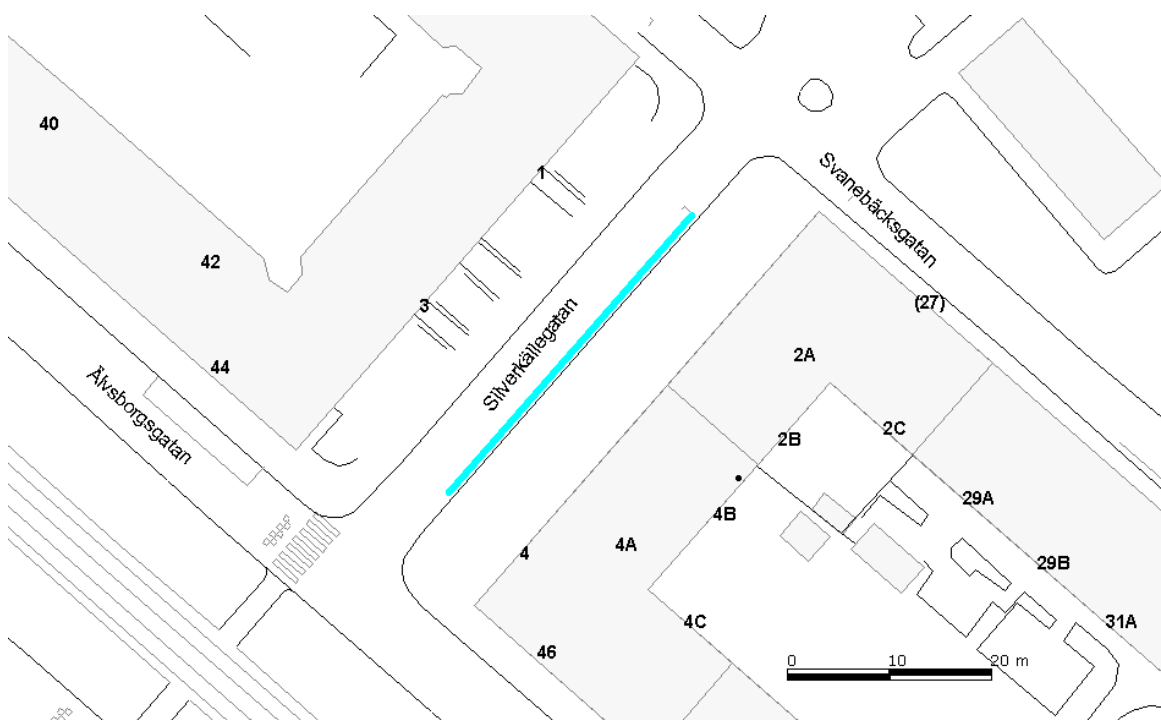 40
1
Svanebäcksgatan
42
(27)
3
Silverkällegatan
2A
44
Älvsborgsgatan
2C
2B
29A
4B
4A
4
29B
4C
31A
46
0 10 20 m